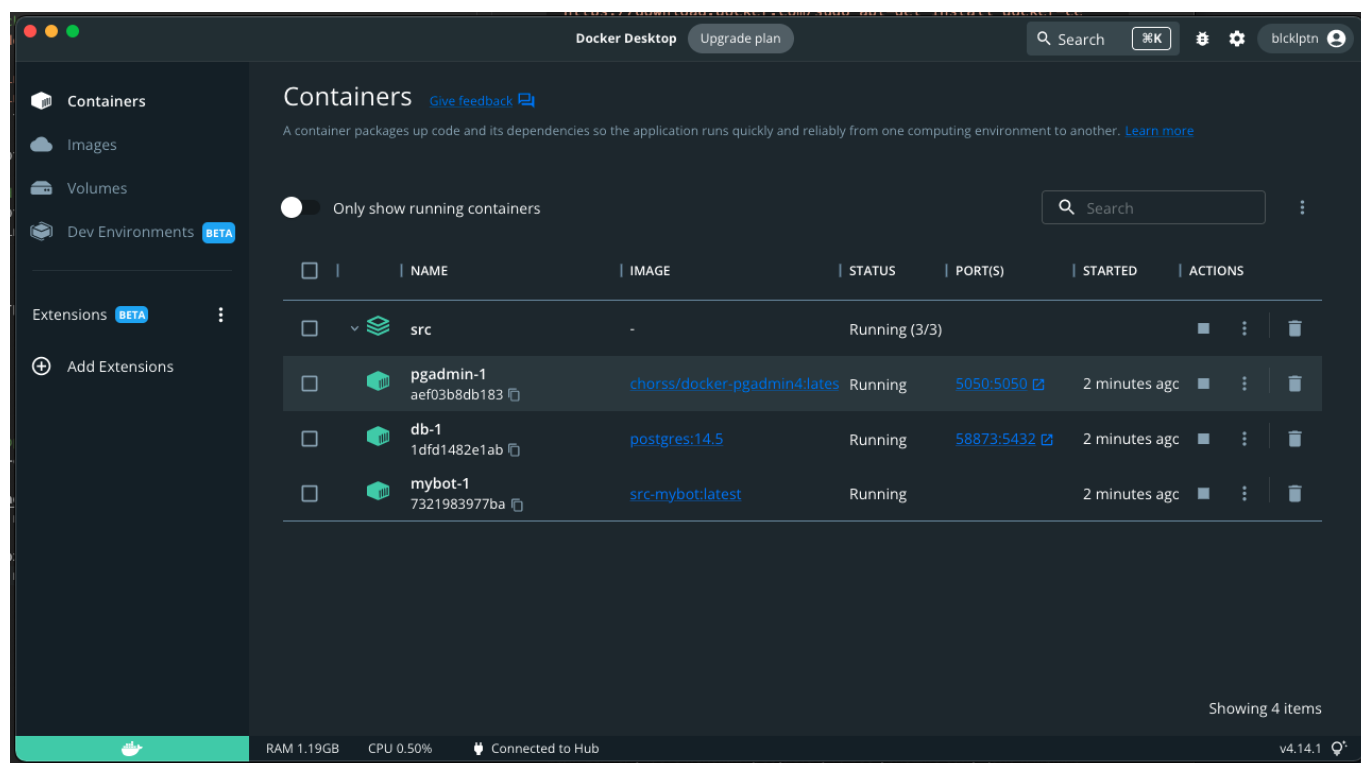 Docker Desktop Upgrade plan Search ⌘K blcklptn
Containers
Images
Volumes
Dev Environments BETA
Extensions BETA
Add Extensions
Containers Give feedback
A container packages up code and its dependencies so the application runs quickly and reliably from one computing environment to another. Learn more
Only show running containers Search
NAME IMAGE STATUS PORT(S) STARTED ACTIONS
src - Running (3/3)
pgadmin-1
aef03b8db183 chorss/docker-pgadmin4:lates Running 5050:5050 2 minutes agc
db-1
1dfd1482e1ab postgres:14.5 Running 58873:5432 2 minutes agc
mybot-1
7321983977ba src-mybot:latest Running 2 minutes agc
Showing 4 items
RAM 1.19GB CPU 0.50% Connected to Hub v4.14.1